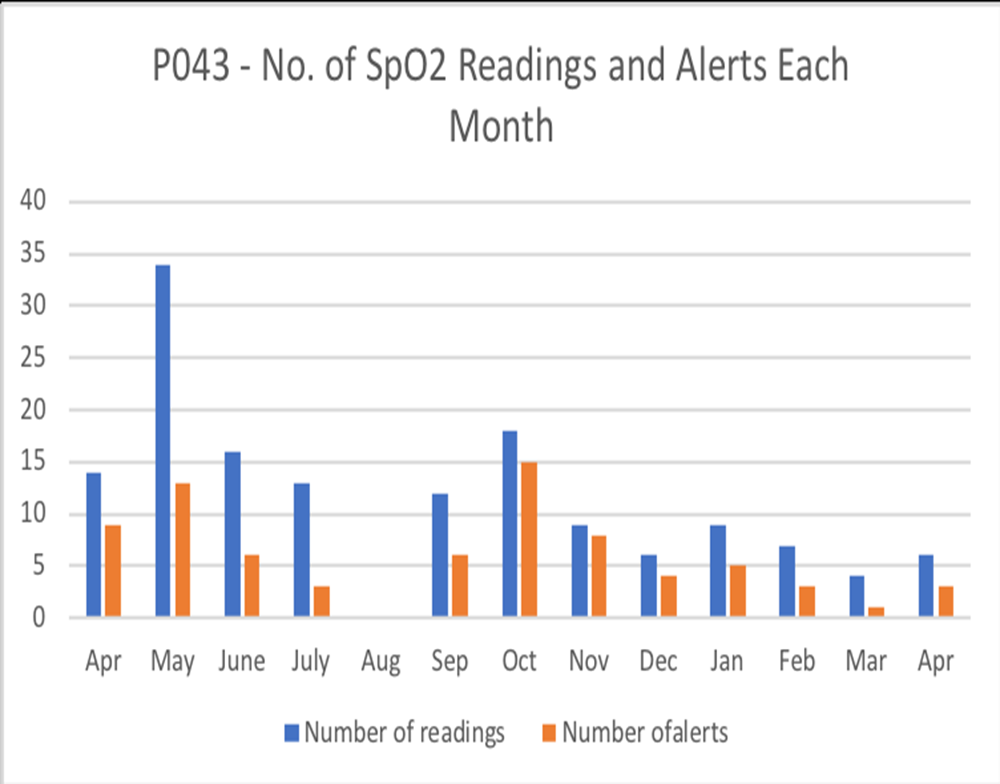 P043 - No. of SpO2 Readings and Alerts Each
Month
40
35
30
25
20
15
10
5
0
Apr May June July Aug Sep Oct Nov Dec Jan Feb Mar Apr
Number of readings Number ofalerts